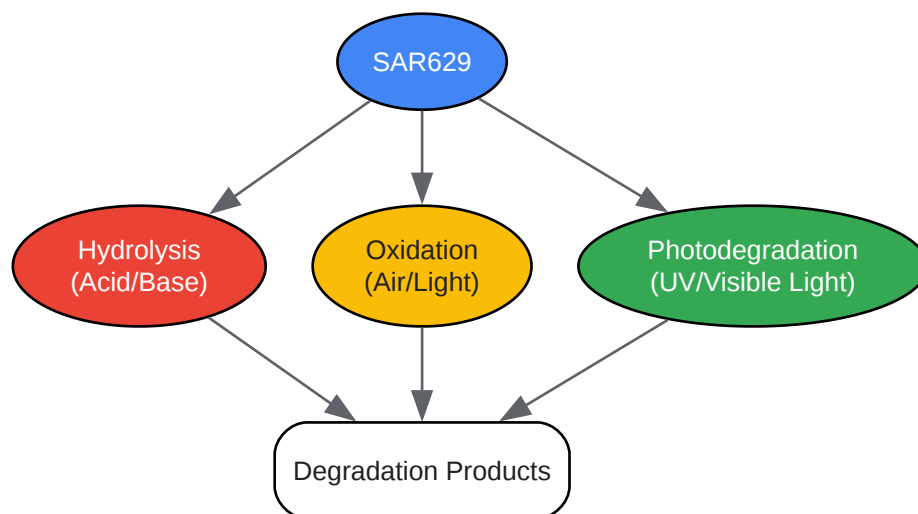 SAR629
Hydrolysis
(Acid/Base)
Oxidation
(Air/Light)
Photodegradation
(UV/Visible Light)
Degradation Products